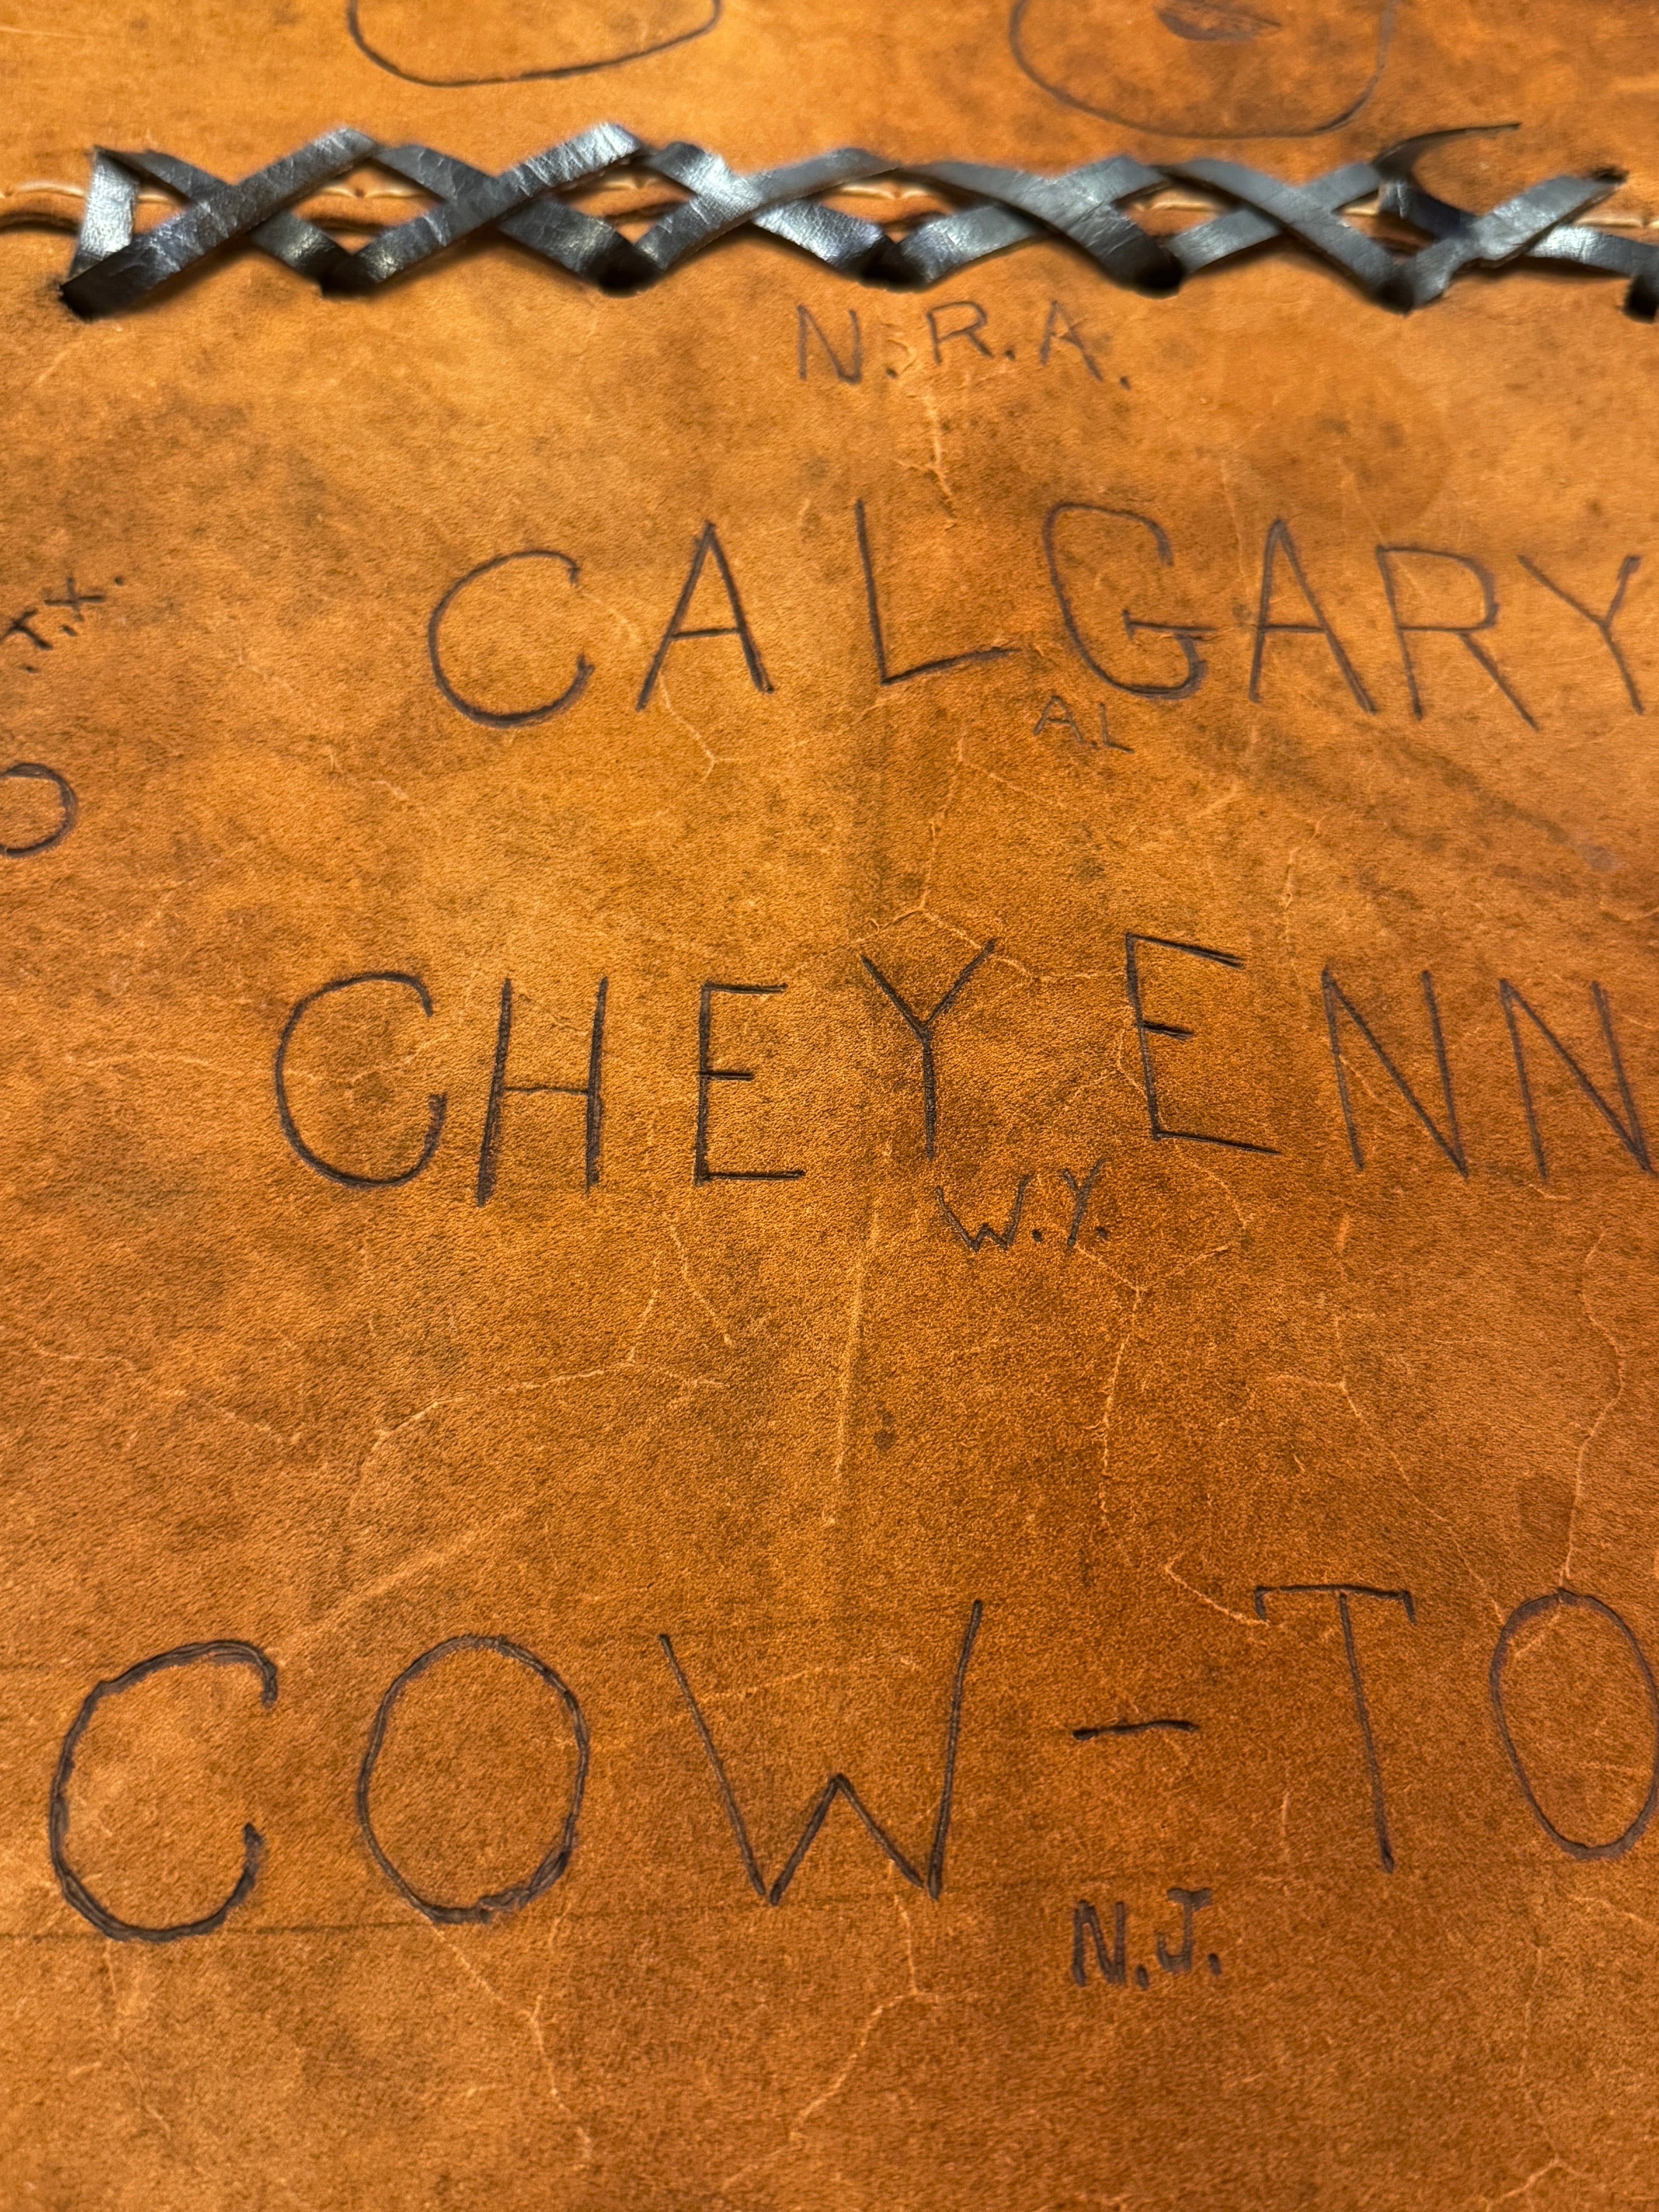 N.R.A.
CALGARY
T.X.
A.L
O
CHEYENN
W.Y.
COW-TO
N.J.